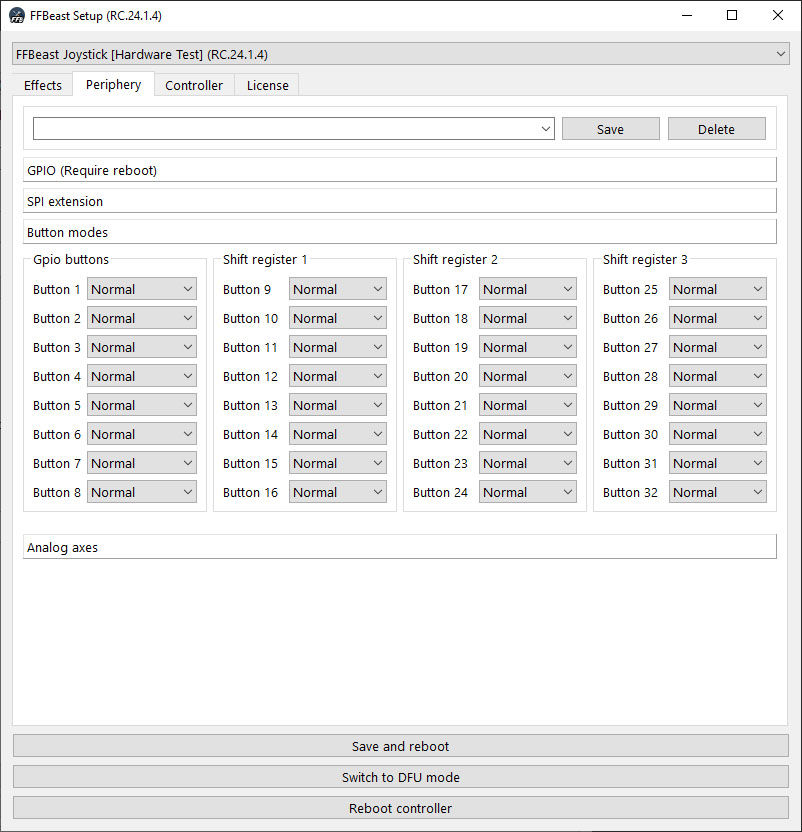 FFBeast Setup (RC.24.1.4)
FFBeast Joystick [Hardware Test] (RC.24.1.4)
Effects Periphery Controller License
Save Delete
GPIO (Require reboot)
SPI extension
Button modes
Gpio buttons Shift register 1 Shift register 2 Shift register 3
Button 1 Normal Button 9 Normal Button 17 Normal Button 25 Normal
Button 2 Normal Button 10 Normal Button 18 Normal Button 26 Normal
Button 3 Normal Button 11 Normal Button 19 Normal Button 27 Normal
Button 4 Normal Button 12 Normal Button 20 Normal Button 28 Normal
Button 5 Normal Button 13 Normal Button 21 Normal Button 29 Normal
Button 6 Normal Button 14 Normal Button 22 Normal Button 30 Normal
Button 7 Normal Button 15 Normal Button 23 Normal Button 31 Normal
Button 8 Normal Button 16 Normal Button 24 Normal Button 32 Normal
Analog axes
Save and reboot
Switch to DFU mode
Reboot controller